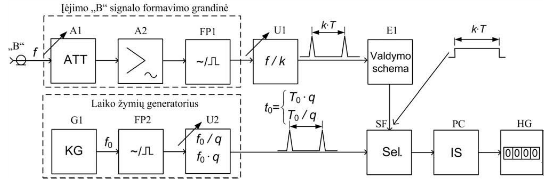 Įėjimo „B“ signalo formavimo grandinė
k·T
k·T
„B“
f
A1
A2
FP1
U1
E1
ATT
~/⎍
f / k
Valdymo
schema
Laiko žymių generatorius
t₀=
T₀ · q
T₀ / q
G1
FP2
U2
SF
PC
HG
KG
f₀
~/⎍
f₀ / q
f₀ · q
Sel.
IS
0000